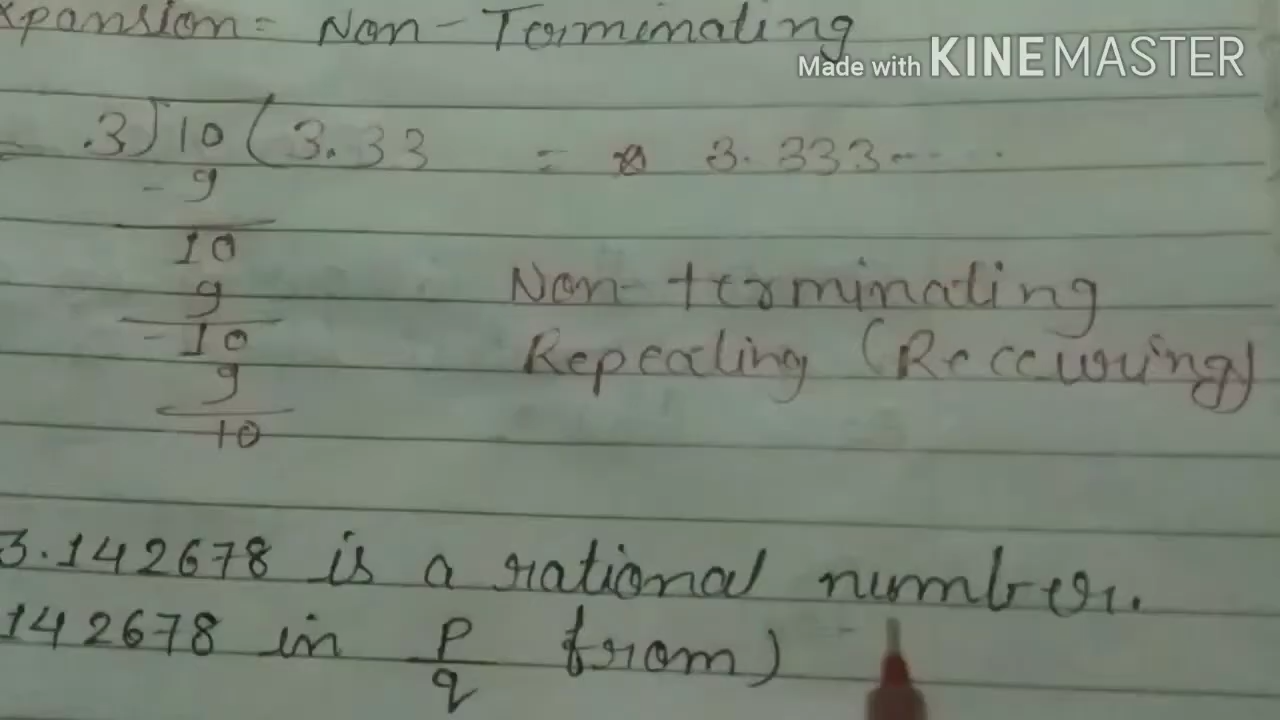 xpansion = Non-Terminating
Made with KINEMASTER
= 3)10(3.33 = 3.333--- .
- 9
10
9
- 10
9
10
Non-terminating
Repeating (Reccuring)
3.142678 is a rational number.
142678 in p/q from)